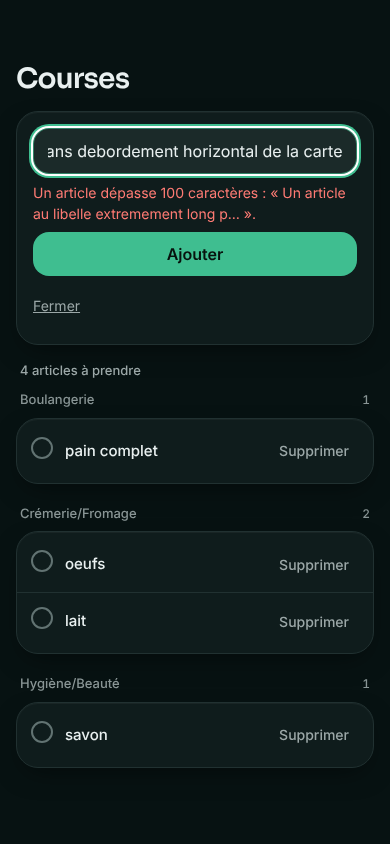 Courses
ans debordement horizontal de la carte
Un article dépasse 100 caractères : « Un article
au libelle extremement long p... ».
Ajouter
Fermer
4 articles à prendre
Boulangerie 1
pain complet Supprimer
Crémerie/Fromage 2
oeufs Supprimer
lait Supprimer
Hygiène/Beauté 1
savon Supprimer